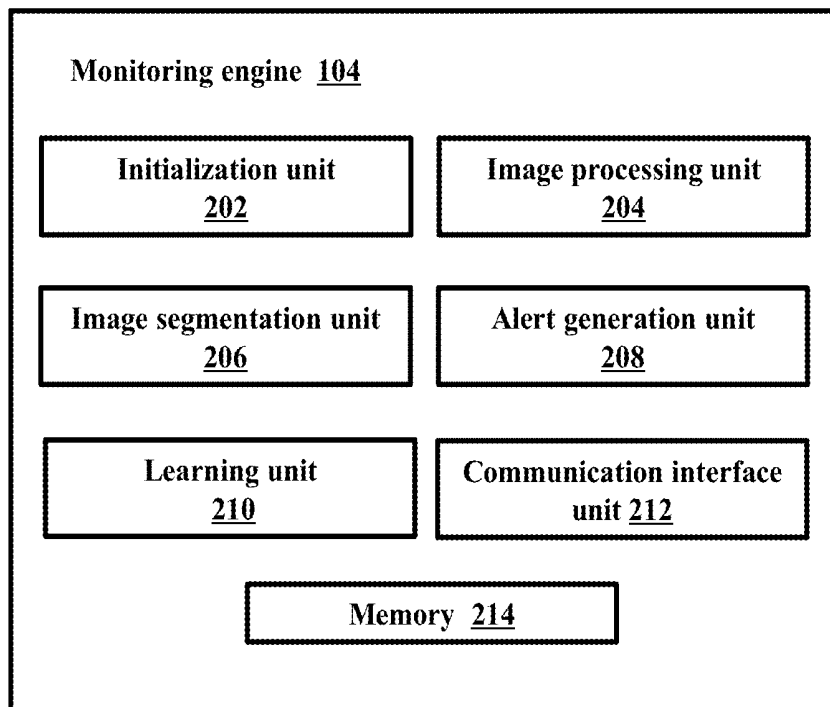 Monitoring engine 104
Initialization unit
202
Image processing unit
204
Image segmentation unit
206
Alert generation unit
208
Learning unit
210
Communication interface
unit 212
Memory 214